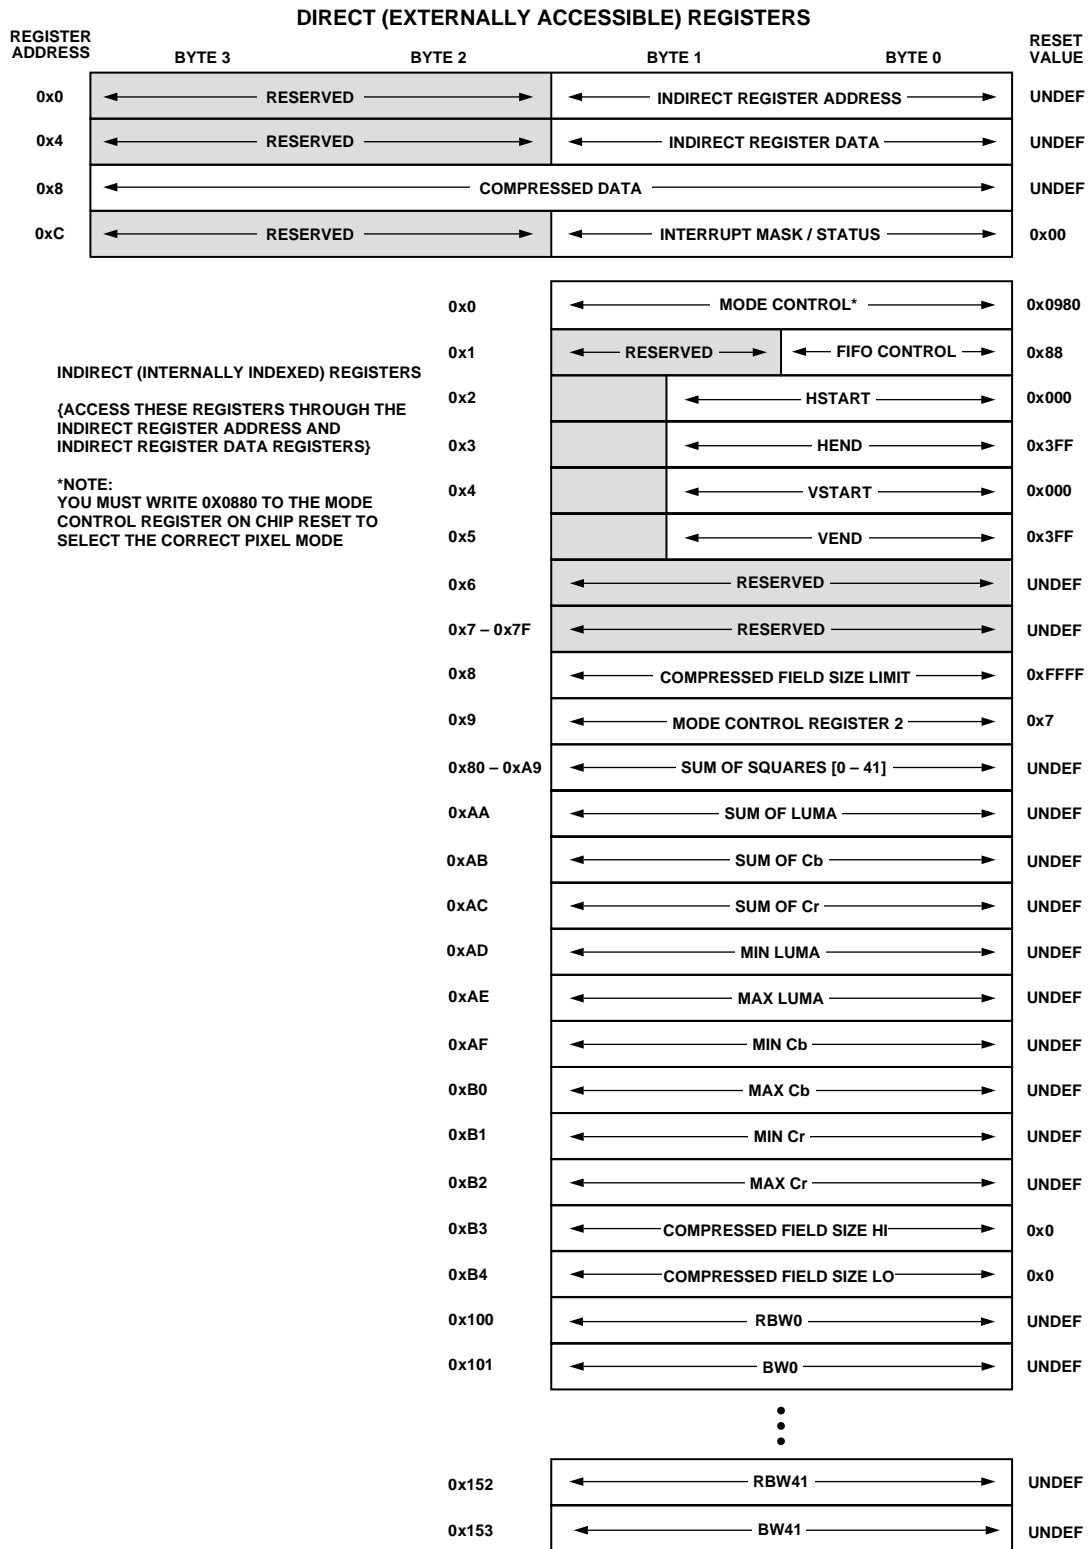 DIRECT (EXTERNALLY ACCESSIBLE) REGISTERS
REGISTER ADDRESS BYTE 3 BYTE 2 BYTE 1 BYTE 0 RESET VALUE
0x0 RESERVED INDIRECT REGISTER ADDRESS UNDEF
0x4 RESERVED INDIRECT REGISTER DATA UNDEF
0x8 COMPRESSED DATA UNDEF
0xC RESERVED INTERRUPT MASK / STATUS 0x00
INDIRECT (INTERNALLY INDEXED) REGISTERS
{ACCESS THESE REGISTERS THROUGH THE
INDIRECT REGISTER ADDRESS AND
INDIRECT REGISTER DATA REGISTERS}
*NOTE:
YOU MUST WRITE 0X0880 TO THE MODE
CONTROL REGISTER ON CHIP RESET TO
SELECT THE CORRECT PIXEL MODE
0x0 MODE CONTROL* 0x0980
0x1 RESERVED FIFO CONTROL 0x88
0x2 HSTART 0x000
0x3 HEND 0x3FF
0x4 VSTART 0x000
0x5 VEND 0x3FF
0x6 RESERVED UNDEF
0x7 – 0x7F RESERVED UNDEF
0x8 COMPRESSED FIELD SIZE LIMIT 0xFFFF
0x9 MODE CONTROL REGISTER 2 0x7
0x80 – 0xA9 SUM OF SQUARES [0 – 41] UNDEF
0xAA SUM OF LUMA UNDEF
0xAB SUM OF Cb UNDEF
0xAC SUM OF Cr UNDEF
0xAD MIN LUMA UNDEF
0xAE MAX LUMA UNDEF
0xAF MIN Cb UNDEF
0xB0 MAX Cb UNDEF
0xB1 MIN Cr UNDEF
0xB2 MAX Cr UNDEF
0xB3 COMPRESSED FIELD SIZE HI 0x0
0xB4 COMPRESSED FIELD SIZE LO 0x0
0x100 RBW0 UNDEF
0x101 BW0 UNDEF
0x152 RBW41 UNDEF
0x153 BW41 UNDEF